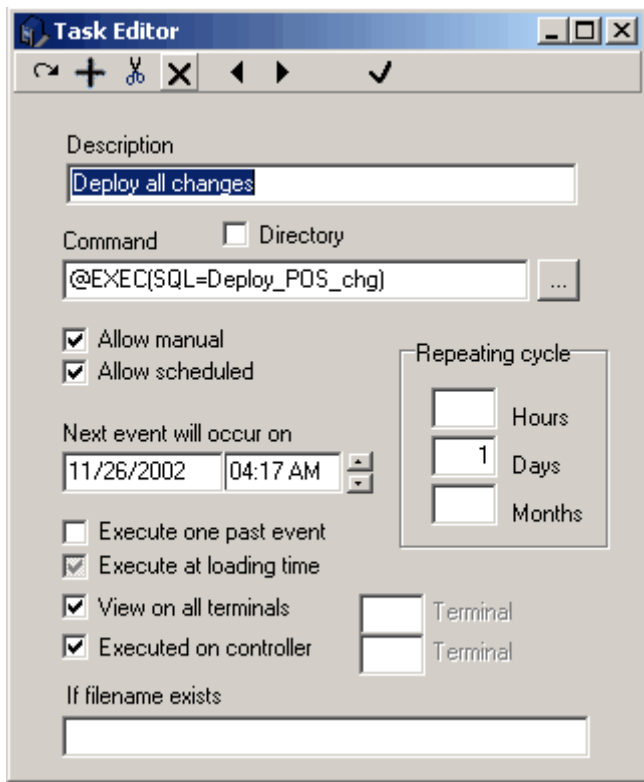 Task Editor
Description
Deploy all changes
Command Directory
@EXEC(SQL=Deploy_POS_chg) ...
Allow manual
Allow scheduled
Repeating cycle
Hours
Next event will occur on
11/26/2002 04:17 AM
1 Days
Months
Execute one past event
Execute at loading time
View on all terminals Terminal
Executed on controller Terminal
If filename exists